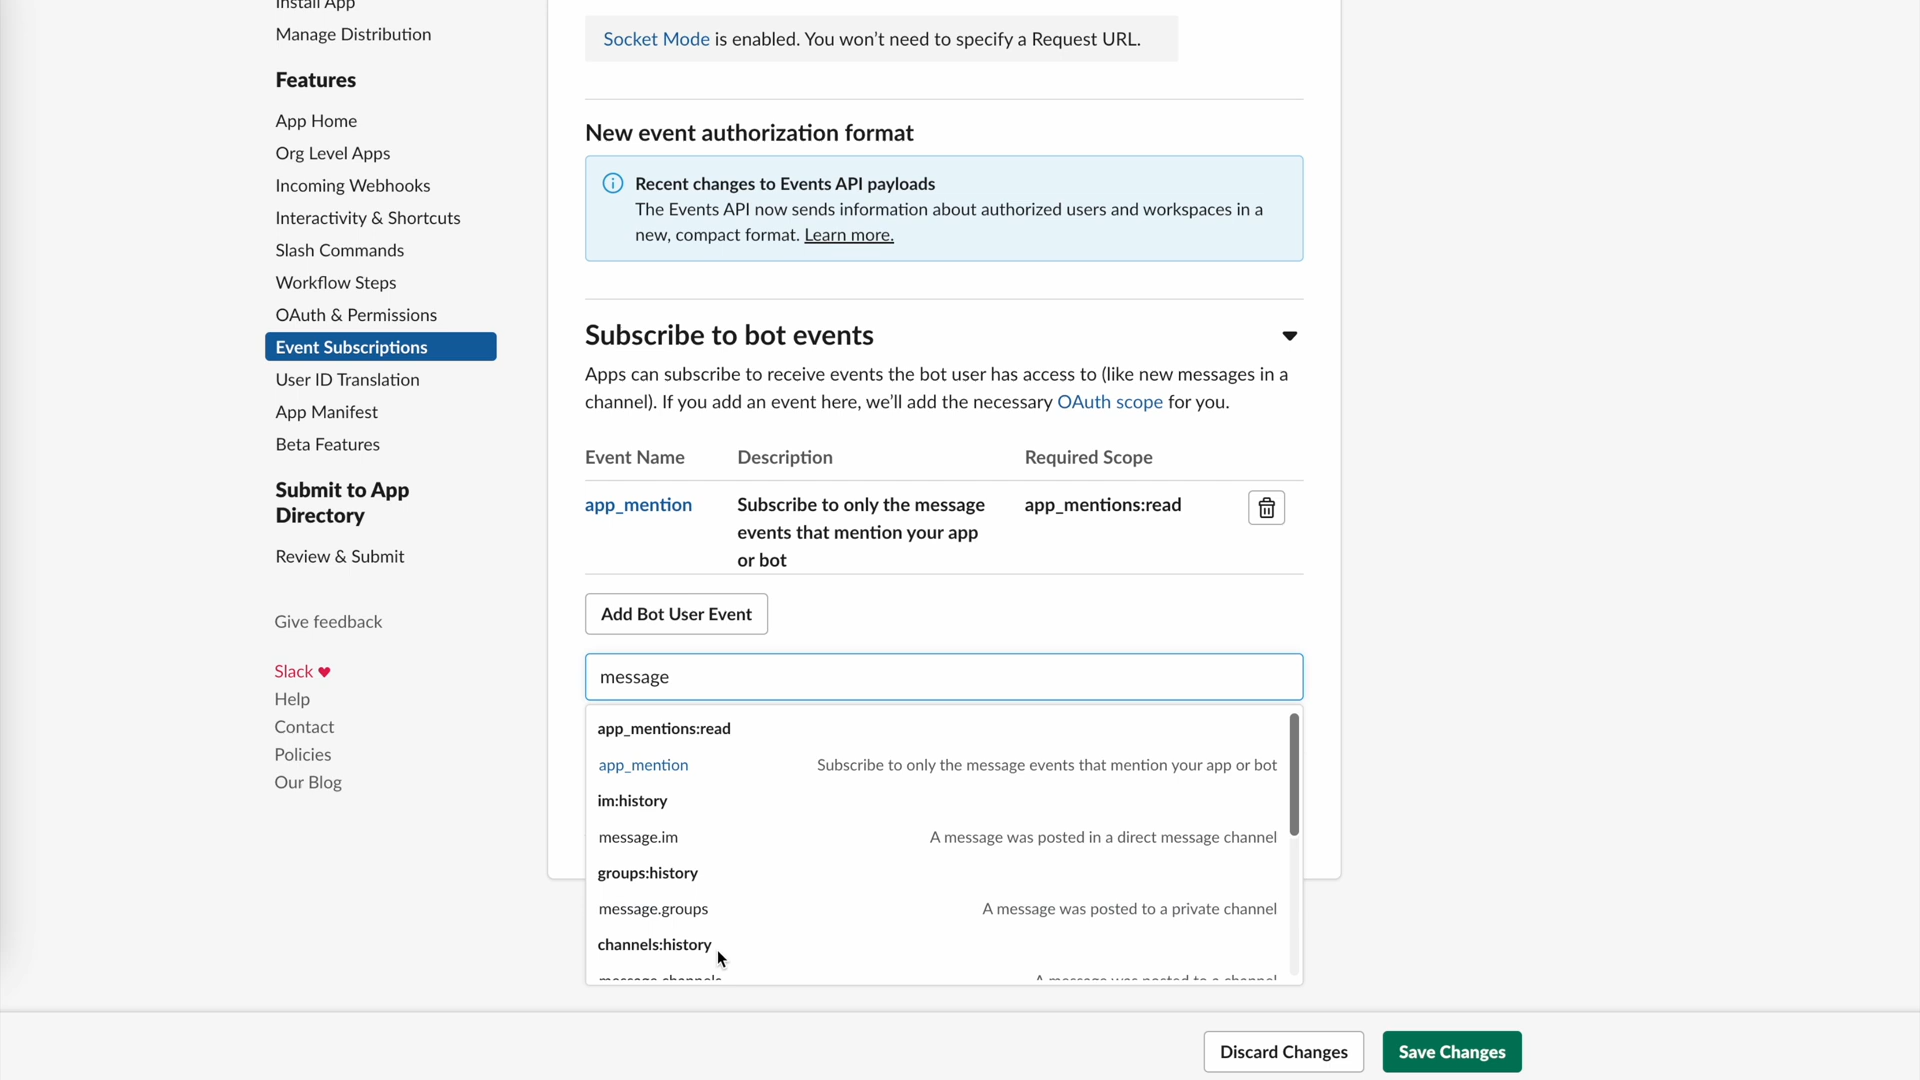 Install App
Manage Distribution
Features
App Home
Org Level Apps
Incoming Webhooks
Interactivity & Shortcuts
Slash Commands
Workflow Steps
OAuth & Permissions
Event Subscriptions
User ID Translation
App Manifest
Beta Features
Submit to App
Directory
Review & Submit
Give feedback
Slack ♥
Help
Contact
Policies
Our Blog
Socket Mode is enabled. You won’t need to specify a Request URL.
New event authorization format
Recent changes to Events API payloads
The Events API now sends information about authorized users and workspaces in a
new, compact format. Learn more.
Subscribe to bot events
Apps can subscribe to receive events the bot user has access to (like new messages in a
channel). If you add an event here, we’ll add the necessary OAuth scope for you.
Event Name Description Required Scope
app_mention Subscribe to only the message app_mentions:read
events that mention your app
or bot
Add Bot User Event
message
app_mentions:read
app_mention Subscribe to only the message events that mention your app or bot
im:history
message.im A message was posted in a direct message channel
groups:history
message.groups A message was posted to a private channel
channels:history
message.channels A message was posted to a channel
Discard Changes Save Changes